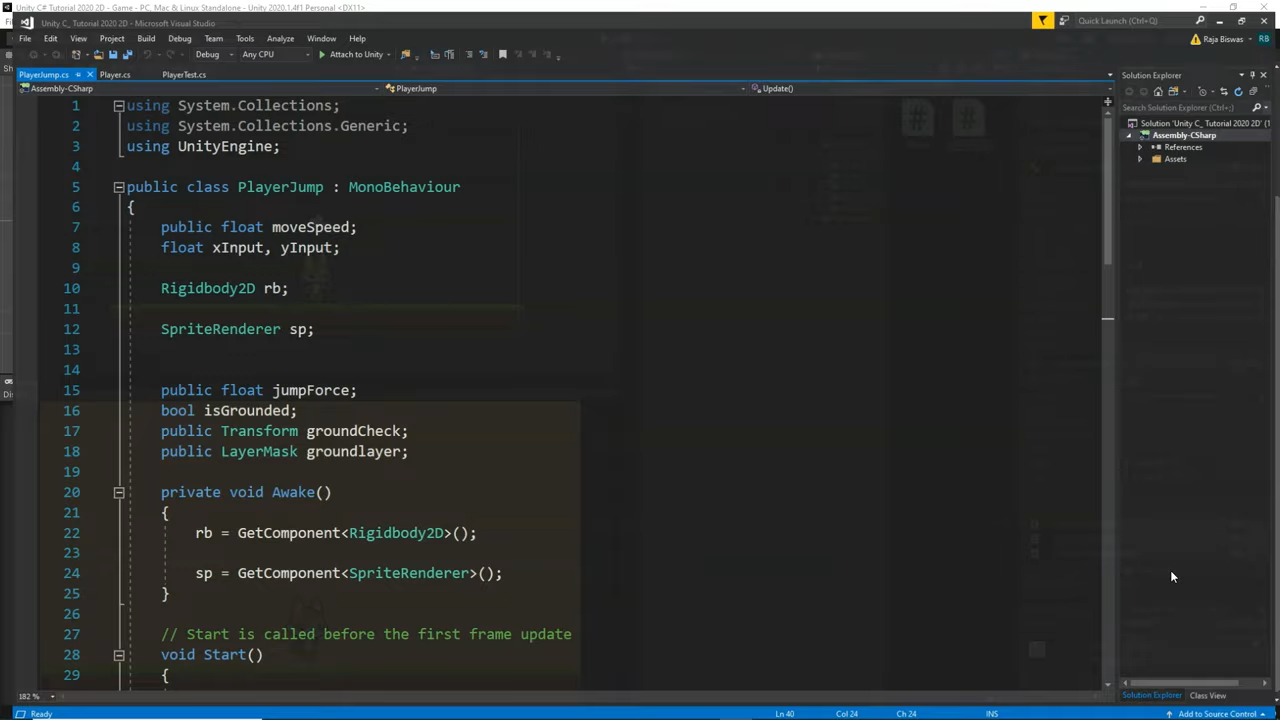 Unity C# Tutorial 2020 2D - Game - PC, Mac & Linux Standalone - Unity 2020.1.4f1 Personal <DX11>
Unity C_ Tutorial 2020 2D - Microsoft Visual Studio
Quick Launch (Ctrl+Q)
File Edit View Project Build Debug Team Tools Analyze Window Help
Raja Biswas RB
Debug Any CPU Attach to Unity
PlayerJump.cs Player.cs PlayerTest.cs
Assembly-CSharp PlayerJump Update()
1 using System.Collections;
2 using System.Collections.Generic;
3 using UnityEngine;
4
5 public class PlayerJump : MonoBehaviour
6 {
7 public float moveSpeed;
8 float xInput, yInput;
9
10 Rigidbody2D rb;
11
12 SpriteRenderer sp;
13
14
15 public float jumpForce;
16 bool isGrounded;
17 public Transform groundCheck;
18 public LayerMask groundlayer;
19
20 private void Awake()
21 {
22 rb = GetComponent<Rigidbody2D>();
23
24 sp = GetComponent<SpriteRenderer>();
25 }
26
27 // Start is called before the first frame update
28 void Start()
29 {
182 %
Solution Explorer
Search Solution Explorer (Ctrl+;)
Solution 'Unity C_ Tutorial 2020 2D' (1
Assembly-CSharp
References
Assets
Solution Explorer Class View
Ready Ln 40 Col 24 Ch 24 INS Add to Source Control